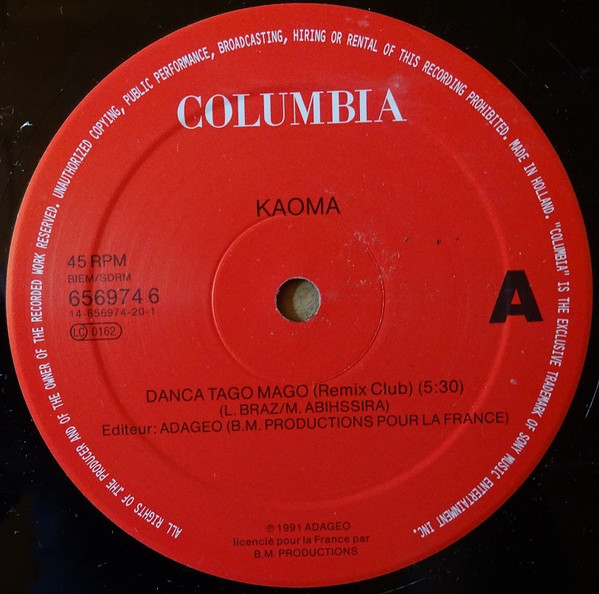 ALL RIGHTS OF THE PRODUCER AND OF THE OWNER OF THE RECORDED WORK RESERVED. UNAUTHORIZED COPYING, PUBLIC PERFORMANCE, BROADCASTING, HIRING OR RENTAL OF THIS RECORDING PROHIBITED. MADE IN HOLLAND. "COLUMBIA" IS THE EXCLUSIVE TRADEMARK OF SONY MUSIC ENTERTAINMENT INC.
COLUMBIA
KAOMA
45 RPM
BIEM/SDRM
656974 6
14-656974-20-1
LC 0162
A
DANCA TAGO MAGO (Remix Club) (5:30)
(L. BRAZ/M. ABIHSSIRA)
Editeur: ADAGEO (B.M. PRODUCTIONS POUR LA FRANCE)
℗ 1991 ADAGEO
licencié pour la France par
B.M. PRODUCTIONS